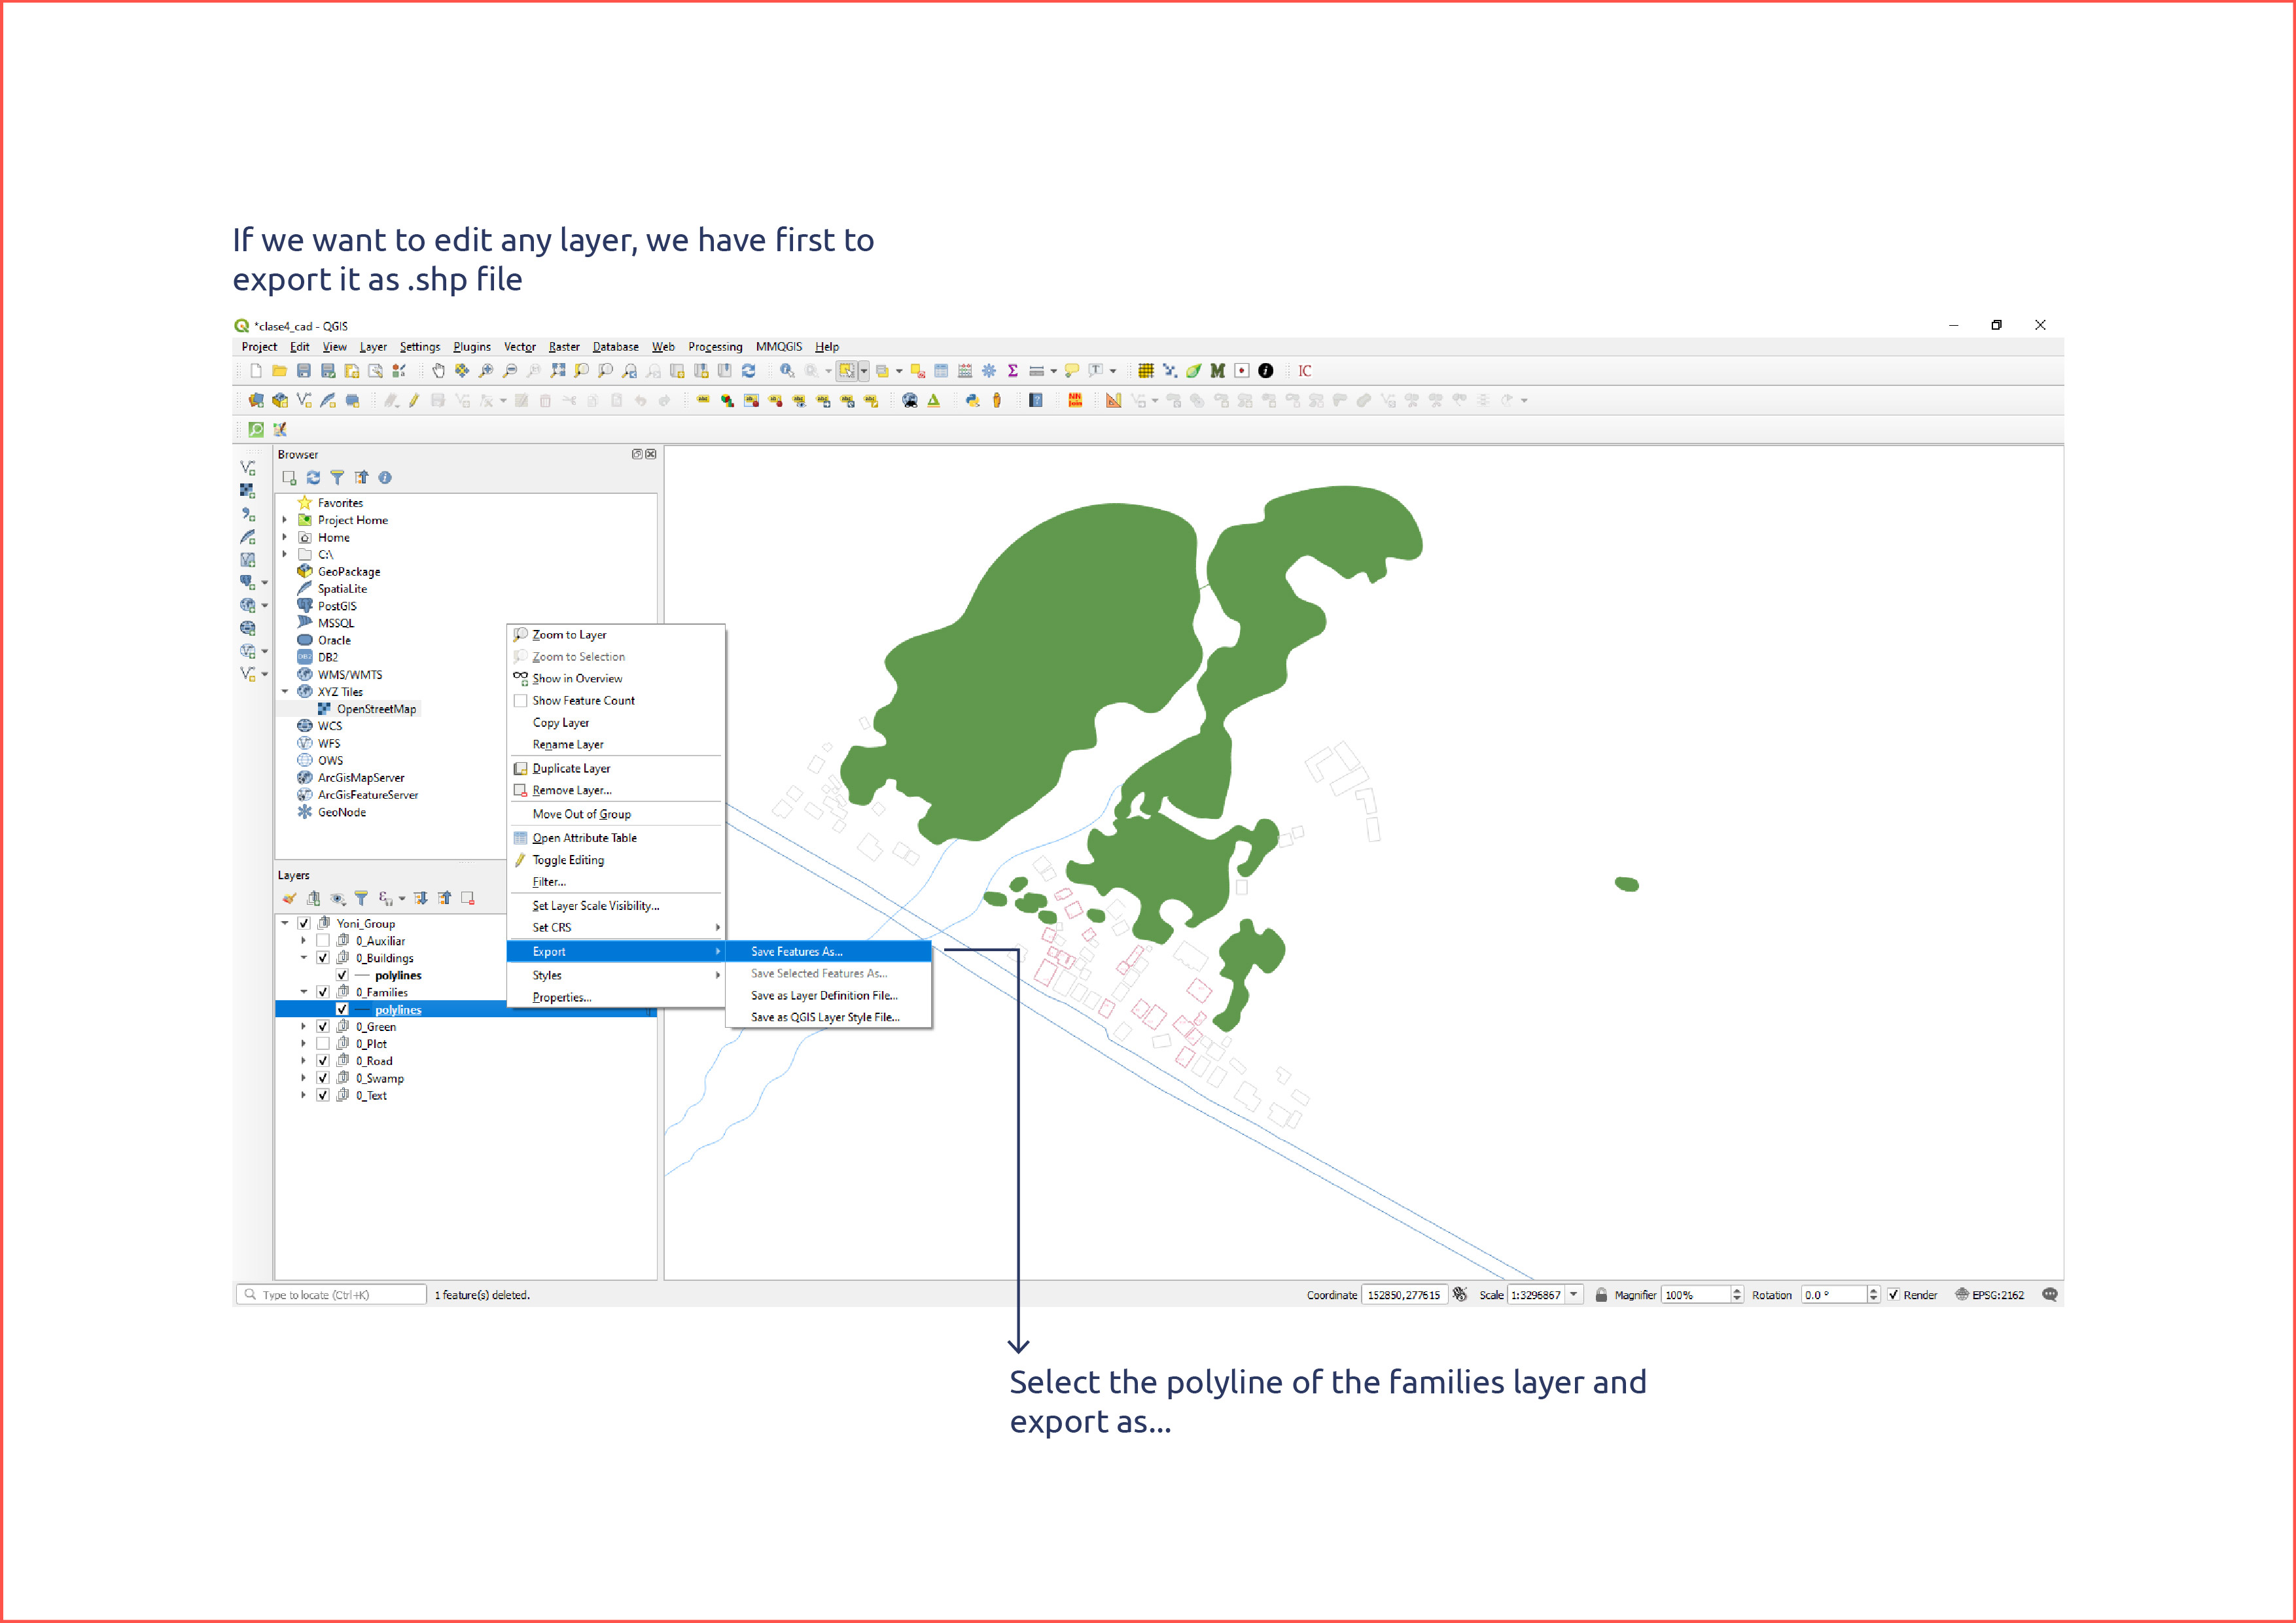 If we want to edit any layer, we have first to
export it as .shp file
*clase4_cad - QGIS
Project Edit View Layer Settings Plugins Vector Raster Database Web Processing MMQGIS Help
IC
Browser
Favorites
Project Home
Home
C:\
GeoPackage
SpatiaLite
PostGIS
MSSQL
Oracle
DB2
WMS/WMTS
XYZ Tiles
OpenStreetMap
WCS
WFS
OWS
ArcGisMapServer
ArcGisFeatureServer
GeoNode
Zoom to Layer
Zoom to Selection
Show in Overview
Show Feature Count
Copy Layer
Rename Layer
Duplicate Layer
Remove Layer...
Move Out of Group
Open Attribute Table
Toggle Editing
Filter...
Set Layer Scale Visibility...
Set CRS
Export
Styles
Properties...
Save Features As...
Save Selected Features As...
Save as Layer Definition File...
Save as QGIS Layer Style File...
Layers
Yoni_Group
0_Auxiliar
0_Buildings
polylines
0_Families
polylines
0_Green
0_Plot
0_Road
0_Swamp
0_Text
Type to locate (Ctrl+K) 1 feature(s) deleted. Coordinate 152850,277615 Scale 1:3296867 Magnifier 100% Rotation 0.0 ° Render EPSG:2162
Select the polyline of the families layer and
export as...